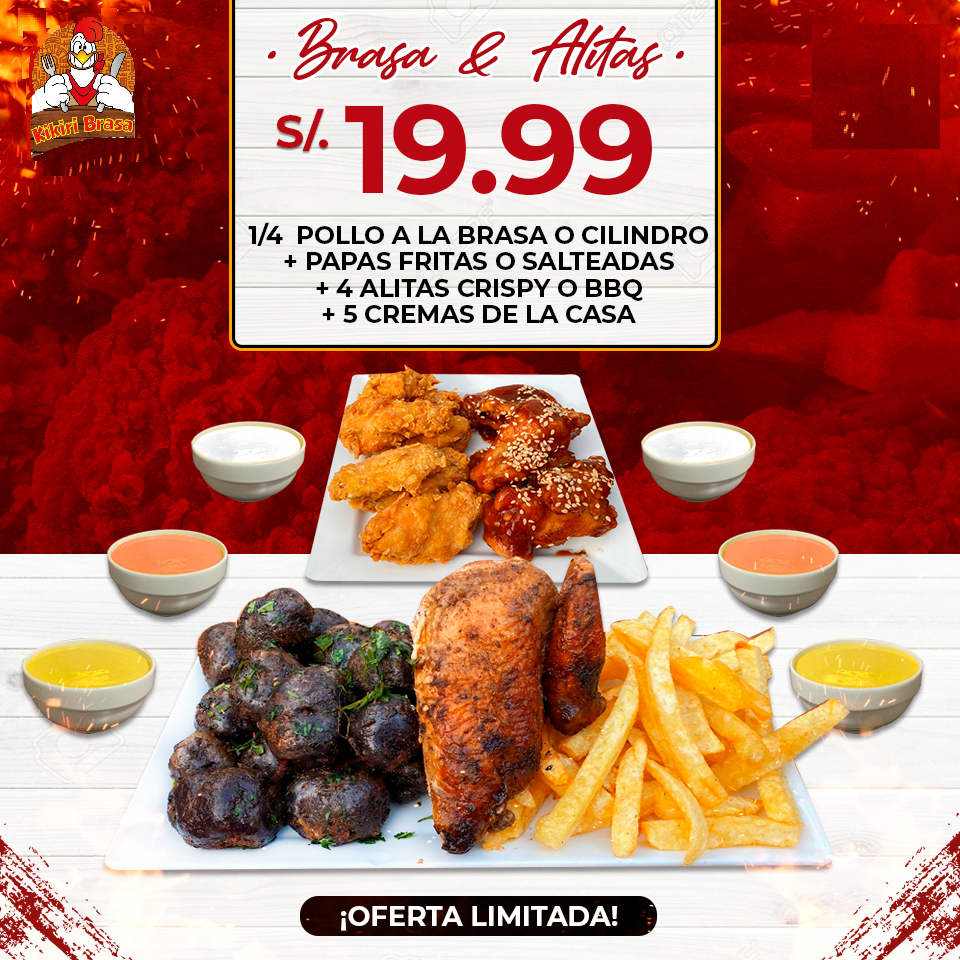 Kikiri Brasa
· Brasa & Alitas ·
S/. 19.99
1/4 POLLO A LA BRASA O CILINDRO
+ PAPAS FRITAS O SALTEADAS
+ 4 ALITAS CRISPY O BBQ
+ 5 CREMAS DE LA CASA
¡OFERTA LIMITADA!